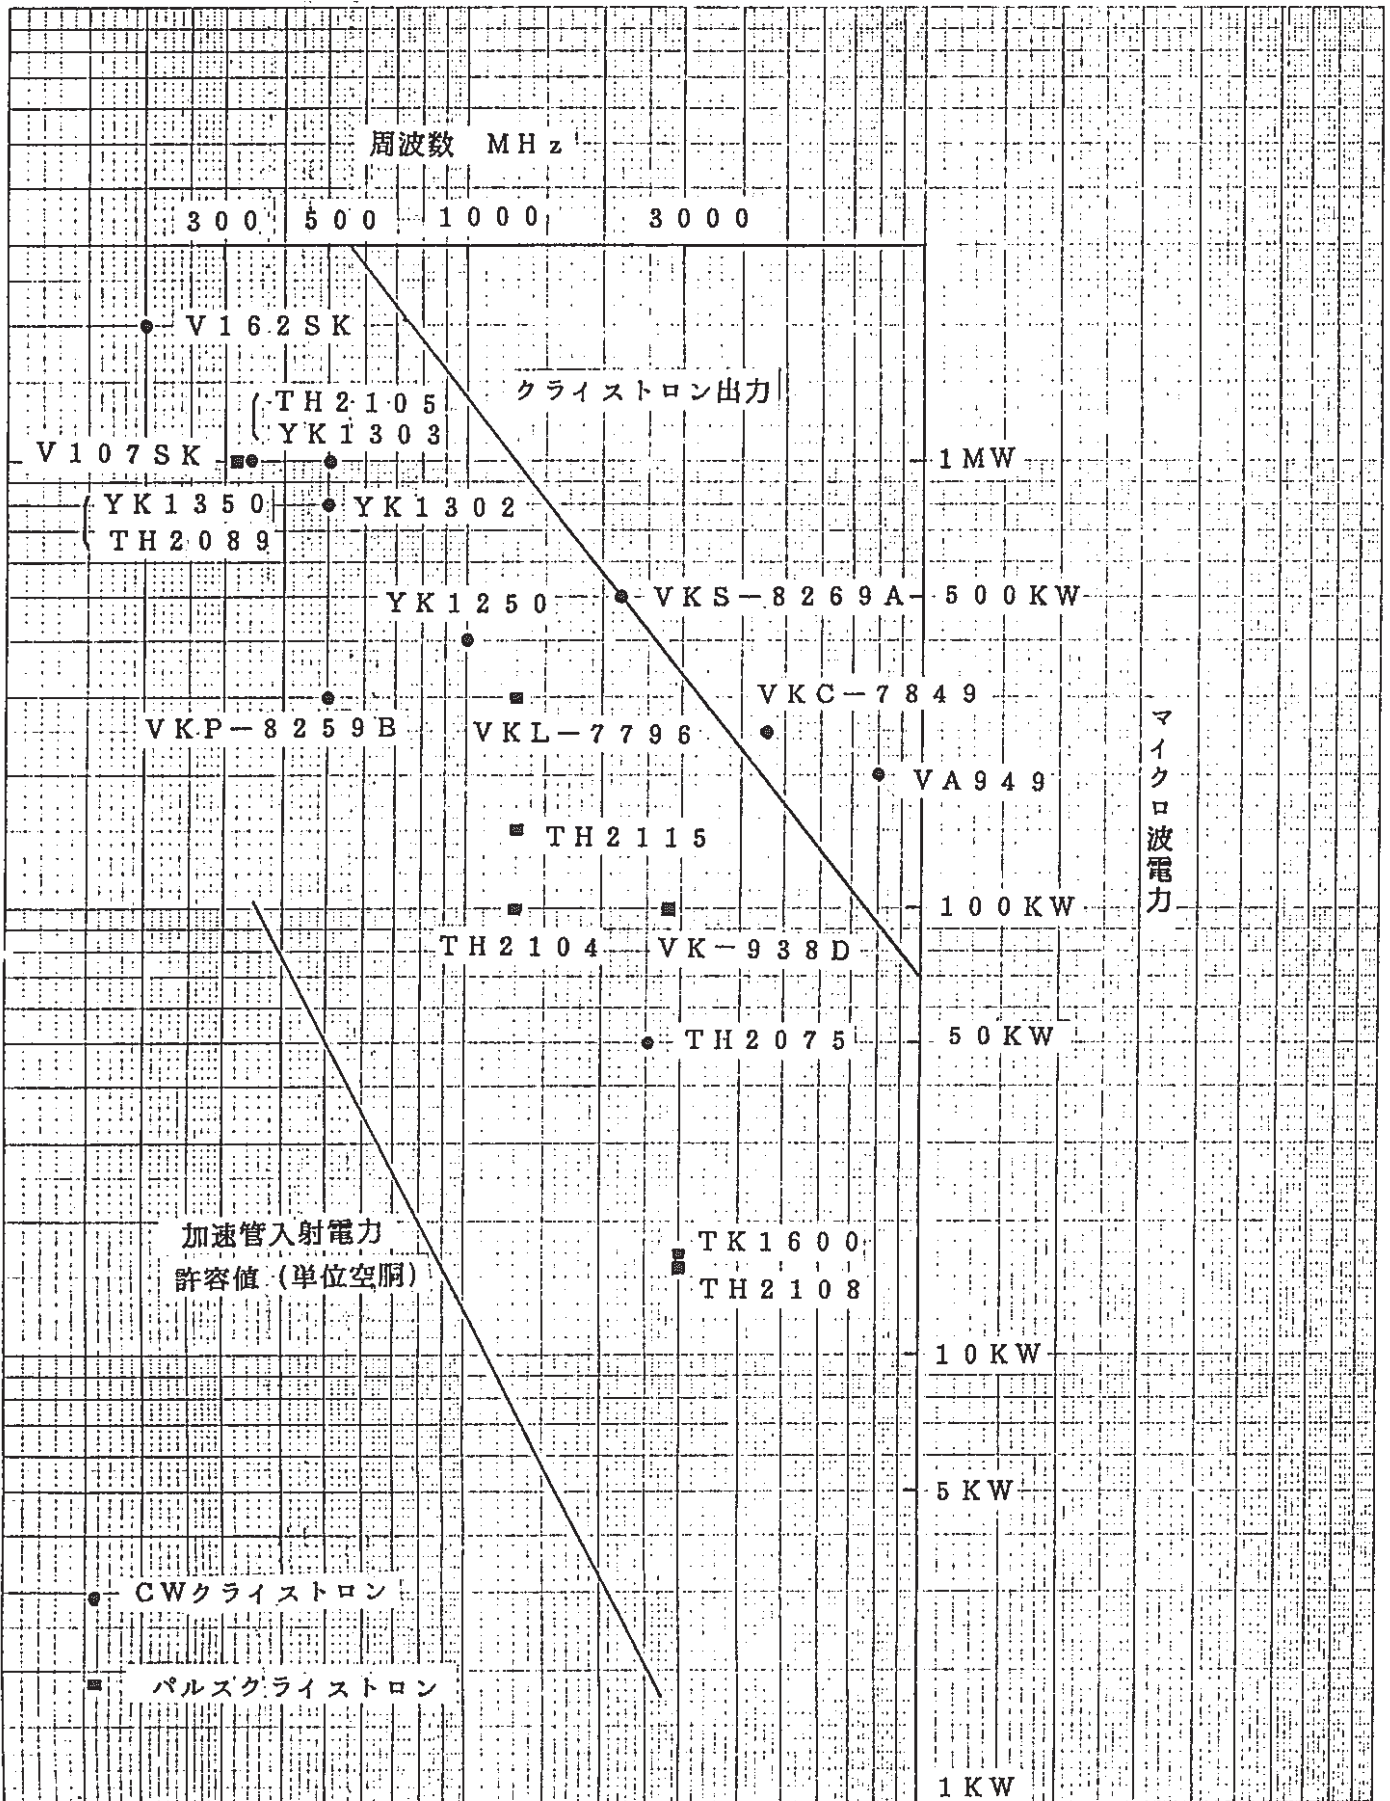 周波数 MHz
300 500 1000 3000
V162SK
クライストロン出力
TH2105
YK1303
V107SK
1MW
YK1350
YK1302
TH2089
YK1250
VKS-8269A
500KW
VKC-7849
VKP-8259B
VKL-7796
VA949
マイクロ波電力
TH2115
100KW
TH2104
VK-938D
TH2075
50KW
加速管入射電力
許容値(単位空胴)
TK1600
TH2108
10KW
5KW
CWクライストロン
パルスクライストロン
1KW